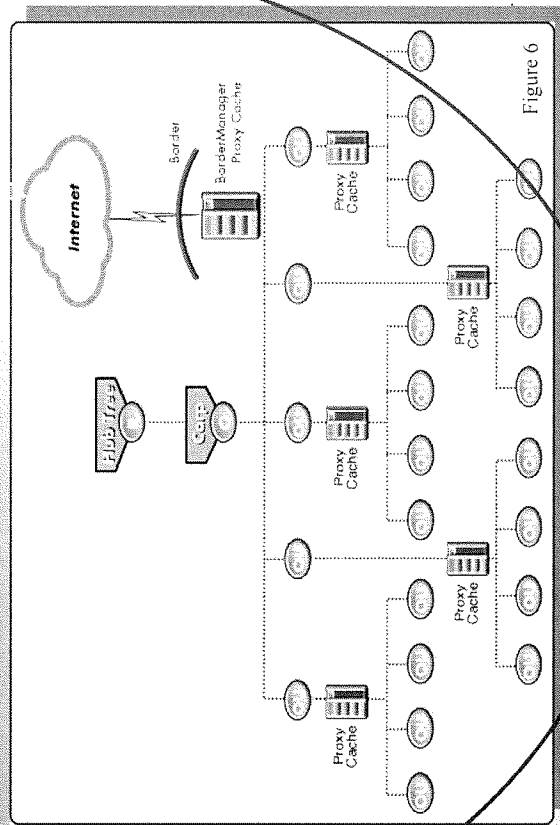 Internet
Border
BorderManager
Proxy Cache
Hub Tree
Proxy
Cache
Proxy
Cache
Proxy
Cache
Proxy
Cache
Proxy
Cache
Figure 6